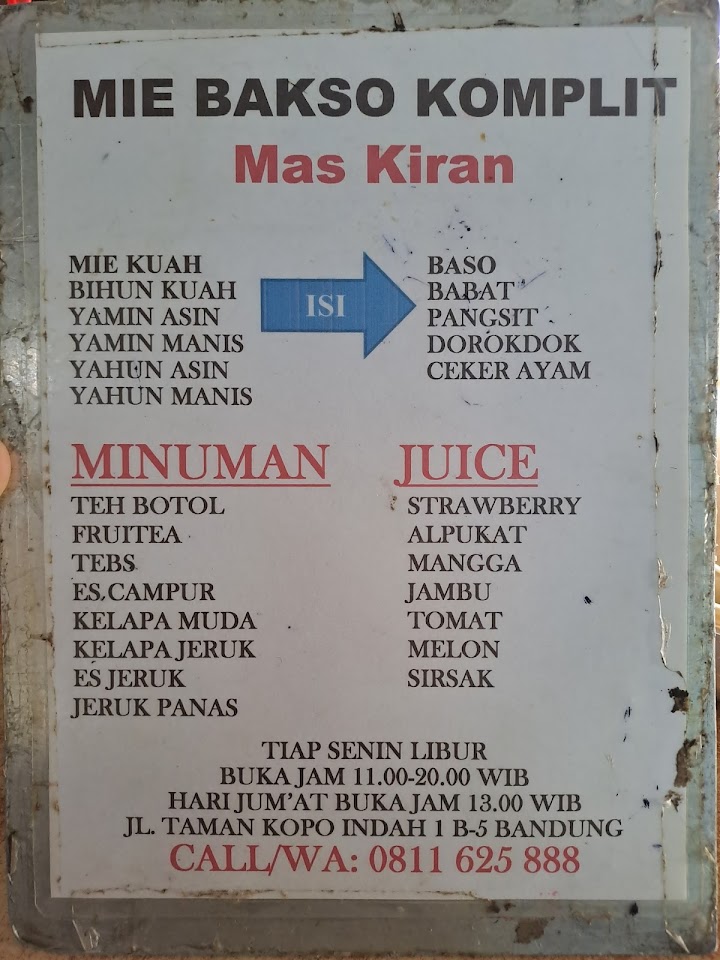 MIE BAKSO KOMPLIT
Mas Kiran
MIE KUAH
BIHUN KUAH
YAMIN ASIN
YAMIN MANIS
YAHUN ASIN
YAHUN MANIS
ISI
BASO
BABAT
PANGSIT
DOROKDOK
CEKER AYAM
MINUMAN
TEH BOTOL
FRUITEA
TEBS
ES CAMPUR
KELAPA MUDA
KELAPA JERUK
ES JERUK
JERUK PANAS
JUICE
STRAWBERRY
ALPUKAT
MANGGA
JAMBU
TOMAT
MELON
SIRSAK
TIAP SENIN LIBUR
BUKA JAM 11.00-20.00 WIB
HARI JUM'AT BUKA JAM 13.00 WIB
JL. TAMAN KOPO INDAH 1 B-5 BANDUNG
CALL/WA: 0811 625 888